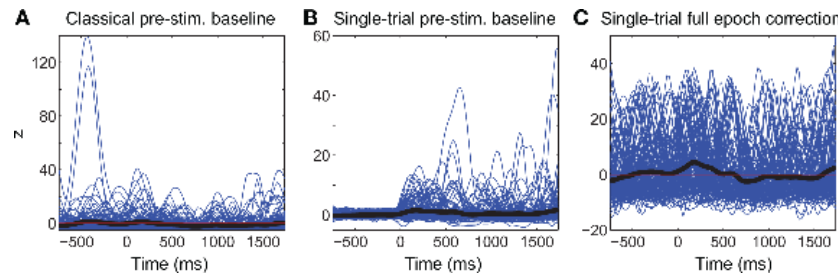 A Classical pre-stim. baseline
B Single-trial pre-stim. baseline
C Single-trial full epoch correction
z
120
80
40
0
-500 0 500 1000 1500
Time (ms)
60
40
20
0
-500 0 500 1000 1500
Time (ms)
40
20
0
-20
-500 0 500 1000 1500
Time (ms)